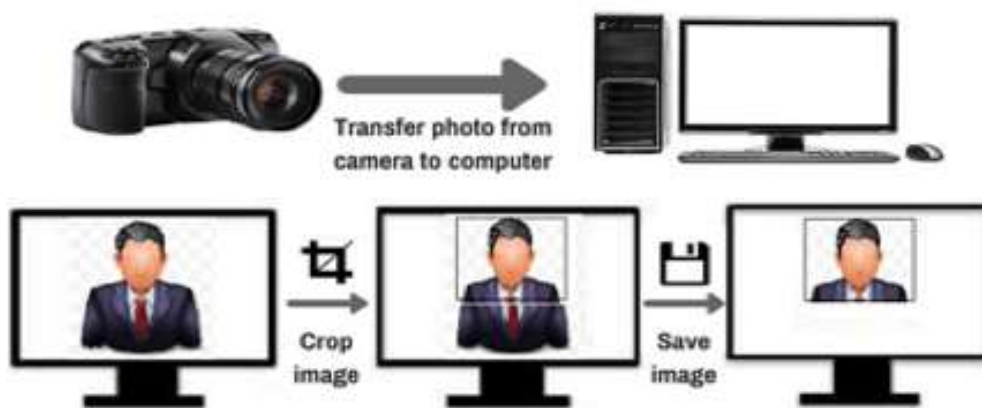 Transfer photo from
camera to computer
Crop
image
Save
image